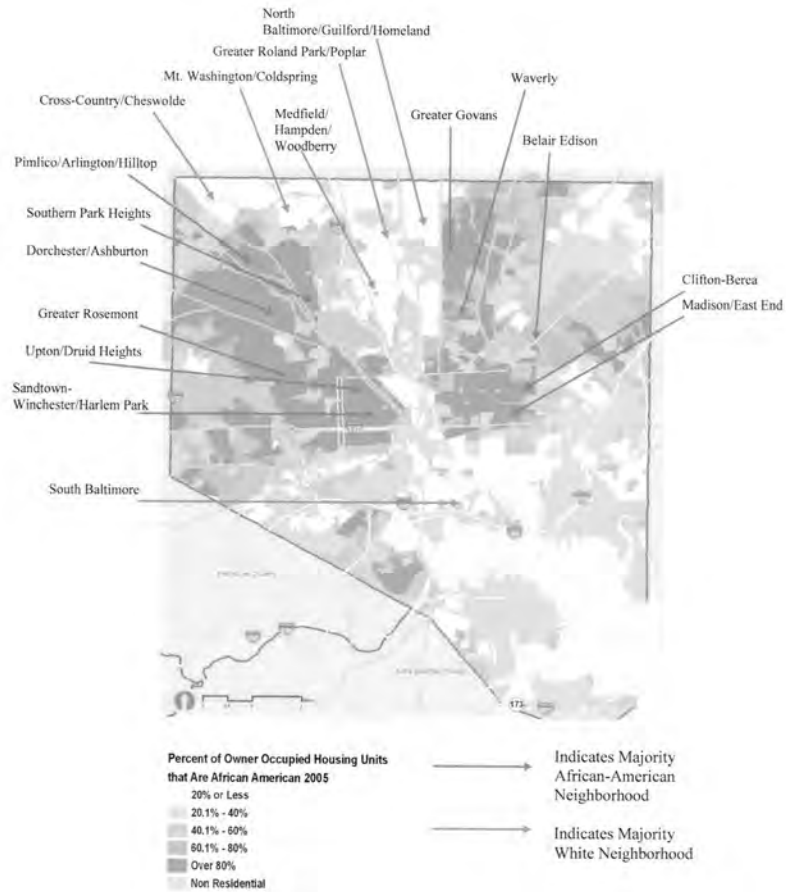 North
Baltimore/Guilford/Homeland
Greater Roland Park/Poplar
Mt. Washington/Coldspring
Waverly
Cross-Country/Cheswolde
Medfield/
Hampden/
Woodberry
Greater Govans
Belair Edison
Pimlico/Arlington/Hilltop
Southern Park Heights
Dorchester/Ashburton
Clifton-Berea
Madison/East End
Greater Rosemont
Upton/Druid Heights
Sandtown-
Winchester/Harlem Park
South Baltimore
173
Percent of Owner Occupied Housing Units
that Are African American 2005
20% or Less
20.1% - 40%
40.1% - 60%
60.1% - 80%
Over 80%
Non Residential
Indicates Majority
African-American
Neighborhood
Indicates Majority
White Neighborhood